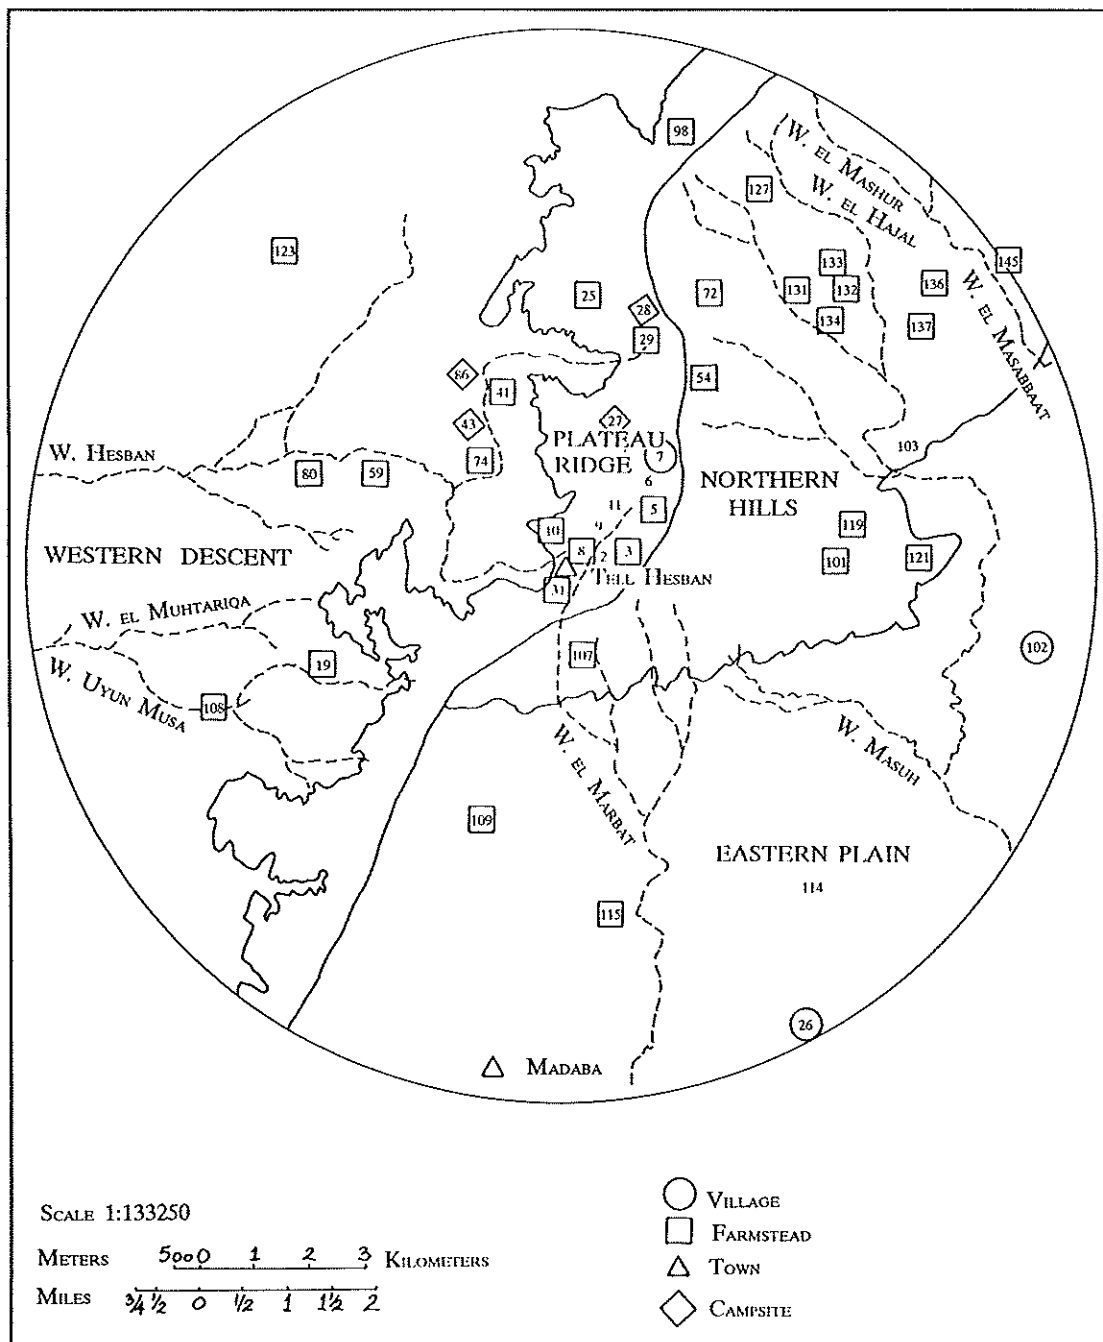 98
W. EL MASHUR
W. EL HAJAL
127
123
133
145
25
72
131
132
136
W. EL MASABBAAT
28
134
137
29
86
41
54
43
27
PLATEAU
RIDGE
7
103
W. HESBAN
80
59
74
6
NORTHERN
HILLS
11
5
10
9
119
WESTERN DESCENT
8
2
3
101
121
TELL HESBAN
31
W. EL MUHTARIQA
107
102
19
W. UYUN MUSA
108
W. EL MARBAT
W. MASUH
109
EASTERN PLAIN
114
115
26
MADABA
SCALE 1:133250
METERS 500 0 1 2 3 KILOMETERS
MILES 3/4 1/2 0 1/2 1 1½ 2
VILLAGE
FARMSTEAD
TOWN
CAMPSITE